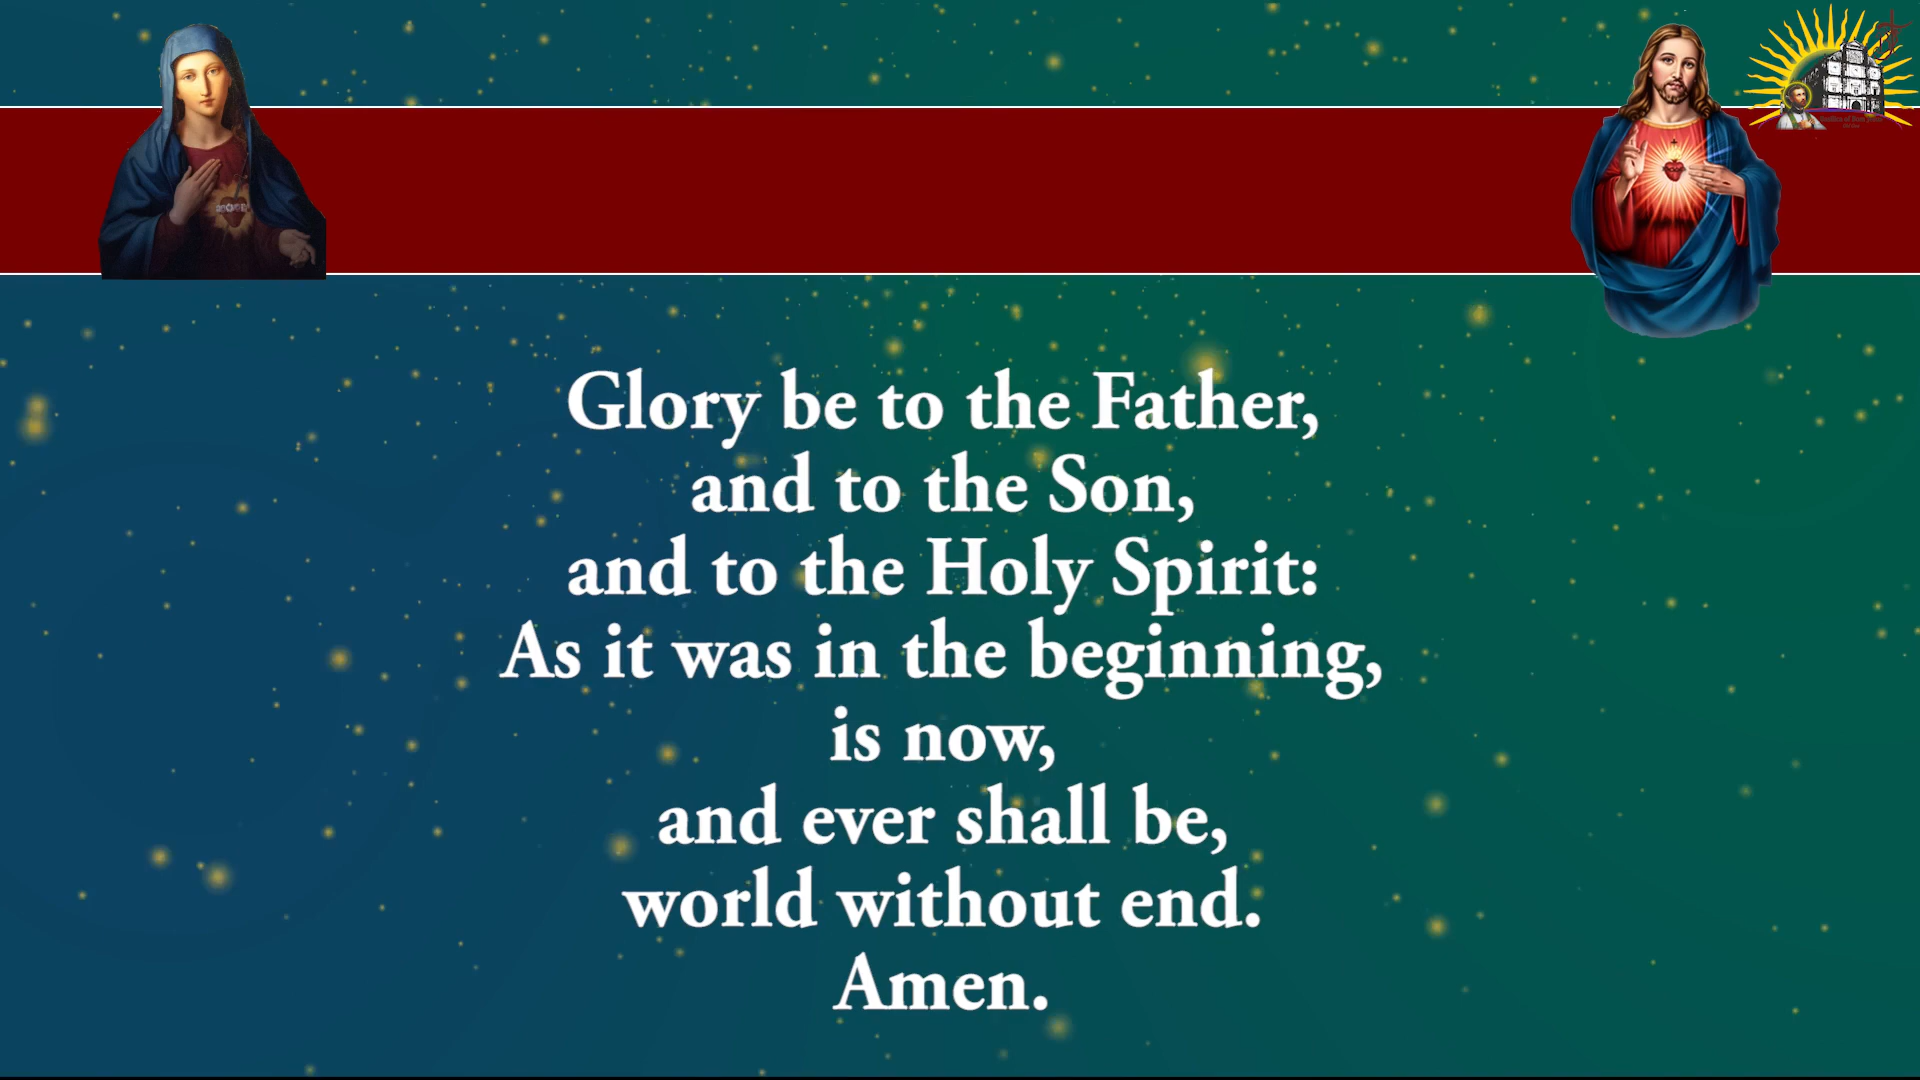 Glory be to the Father,
and to the Son,
and to the Holy Spirit:
As it was in the beginning,
is now,
and ever shall be,
world without end.
Amen.